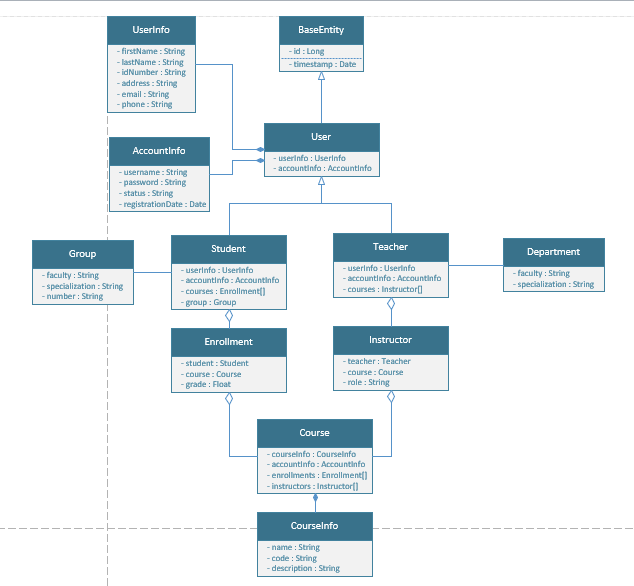 UserInfo
- firstName : String
- lastName : String
- idNumber : String
- address : String
- email : String
- phone : String
BaseEntity
- id : Long
- timestamp : Date
User
- userInfo : UserInfo
- accountInfo : AccountInfo
AccountInfo
- username : String
- password : String
- status : String
- registrationDate : Date
Group
- faculty : String
- specialization : String
- number : String
Student
- userInfo : UserInfo
- accountInfo : AccountInfo
- courses : Enrollment[]
- group : Group
Teacher
- userInfo : UserInfo
- accountInfo : AccountInfo
- courses : Instructor[]
Department
- faculty : String
- specialization : String
Enrollment
- student : Student
- course : Course
- grade : Float
Instructor
- teacher : Teacher
- course : Course
- role : String
Course
- courseInfo : CourseInfo
- accountInfo : AccountInfo
- enrollments : Enrollment[]
- instructors : Instructor[]
CourseInfo
- name : String
- code : String
- description : String